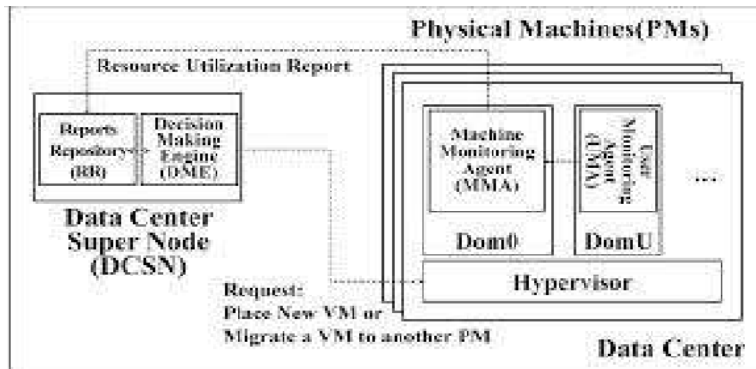 Physical Machines(PMs)
Resource Utilization Report
Reports
Repository
(RR)
Decision
Making
Engine
(DME)
Data Center
Super Node
(DCSN)
Machine
Monitoring
Agent
(MMA)
Dom0
User
Monitoring
Agent
(UMA)
DomU
...
Hypervisor
Request:
Place New VM or
Migrate a VM to another PM
Data Center